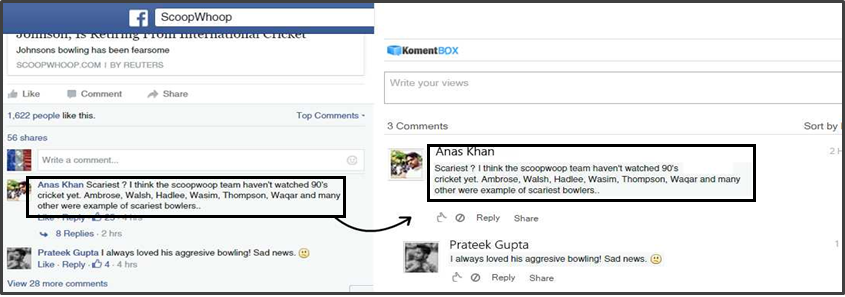 ScoopWhoop
Johnson, Is Retiring From International Cricket
Johnsons bowling has been fearsome
SCOOPWHOOP.COM | BY REUTERS
Like Comment Share
1,622 people like this.
Top Comments
56 shares
Write a comment...
Anas Khan Scariest ? I think the scoopwoop team haven't watched 90's
cricket yet. Ambrose, Walsh, Hadlee, Wasim, Thompson, Waqar and many
other were example of scariest bowlers..
Like · Reply · 23 · 4 hrs
8 Replies · 2 hrs
Prateek Gupta I always loved his aggresive bowling! Sad news.
Like · Reply · 4 · 4 hrs
View 28 more comments
KomentBOX
Write your views
3 Comments
Sort by
Anas Khan
2
Scariest ? I think the scoopwoop team haven't watched 90's
cricket yet. Ambrose, Walsh, Hadlee, Wasim, Thompson, Waqar and many
other were example of scariest bowlers..
Reply Share
Prateek Gupta
1
I always loved his aggresive bowling! Sad news.
Reply Share